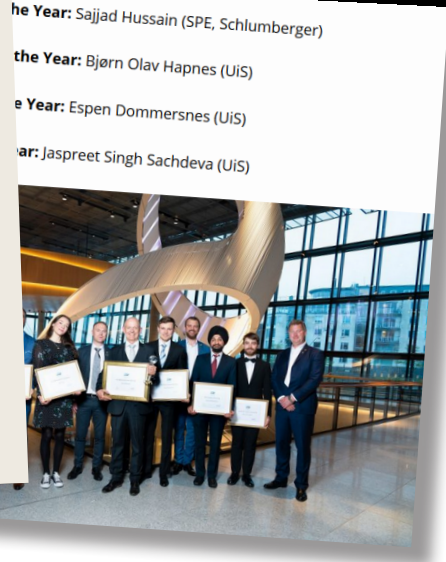 he Year: Sajjad Hussain (SPE, Schlumberger)
the Year: Bjørn Olav Hapnes (UiS)
e Year: Espen Dommersnes (UiS)
ar: Jaspreet Singh Sachdeva (UiS)